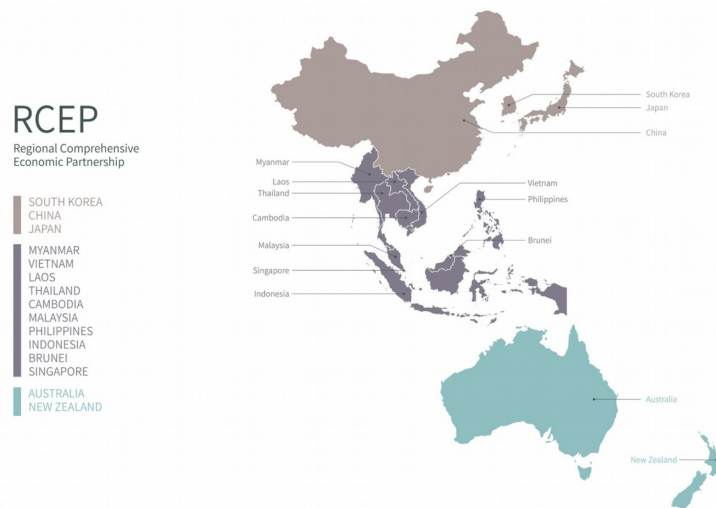 RCEP
Regional Comprehensive
Economic Partnership
SOUTH KOREA
CHINA
JAPAN
MYANMAR
VIETNAM
LAOS
THAILAND
CAMBODIA
MALAYSIA
PHILIPPINES
INDONESIA
BRUNEI
SINGAPORE
AUSTRALIA
NEW ZEALAND
South Korea
Japan
China
Myanmar
Laos
Thailand
Cambodia
Malaysia
Singapore
Indonesia
Vietnam
Philippines
Brunei
Australia
New Zealand